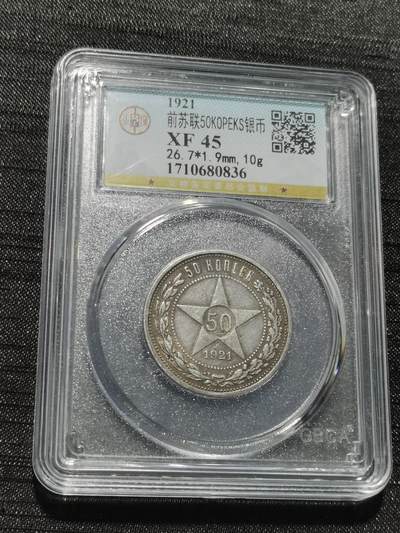 1921
前苏联50KOPEKS银币
XF 45
26.7*1.9mm,10g
1710680836
50 КОПЕЕК
50
1921
GBCA